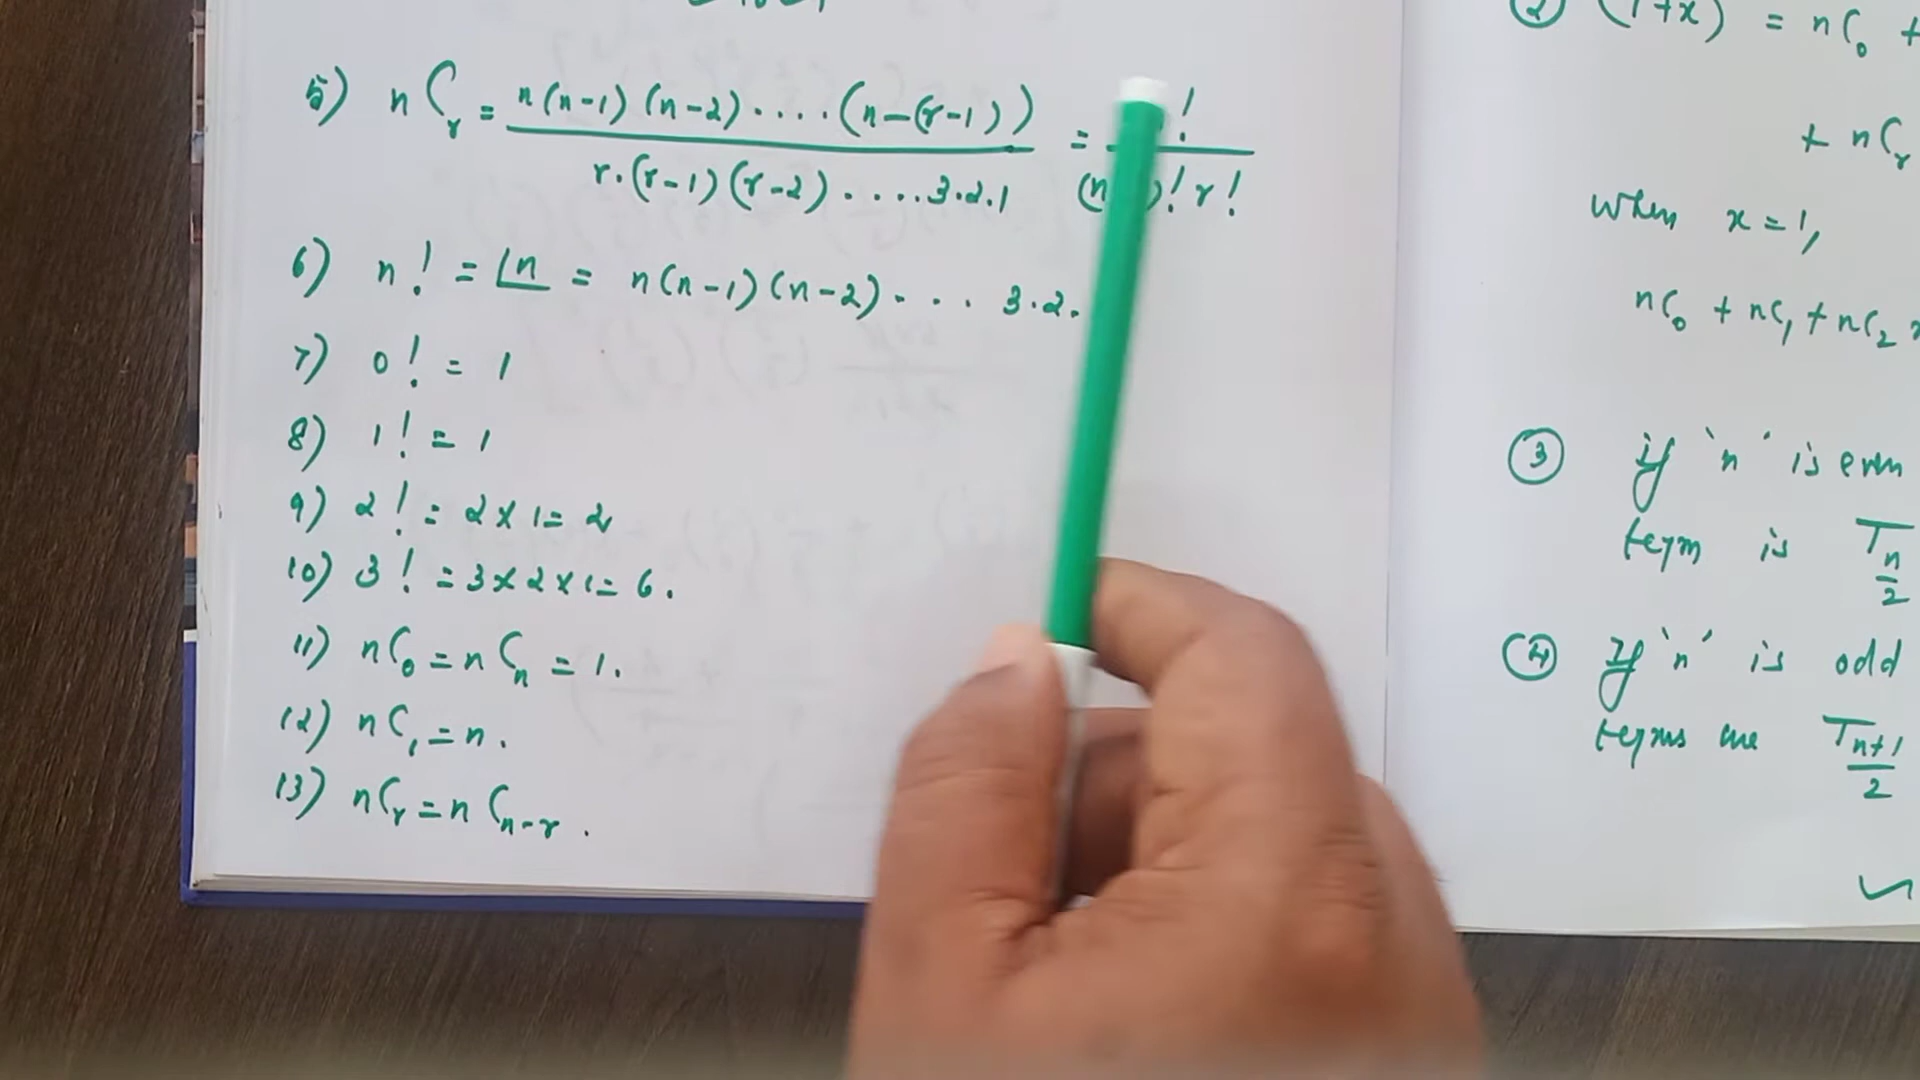 5) nCr = n(n-1)(n-2)....(n-(r-1)) / r.(r-1)(r-2).....3.2.1 = ! / (n )! r!
6) n! = ⌊n = n(n-1)(n-2)-... 3.2.
7) 0! = 1
8) 1! = 1
9) 2! = 2×1= 2
10) 3! = 3×2×1= 6.
11) nC0 = nCn = 1.
12) nC1 = n.
13) nCr = nCn-r.
② (1+x) = nC0 +
+ nCr
when x=1,
nC0 + nC1 + nC2
③ if 'n' is even
term is Tn/2
④ If 'n' is odd
terms are Tn+1/2